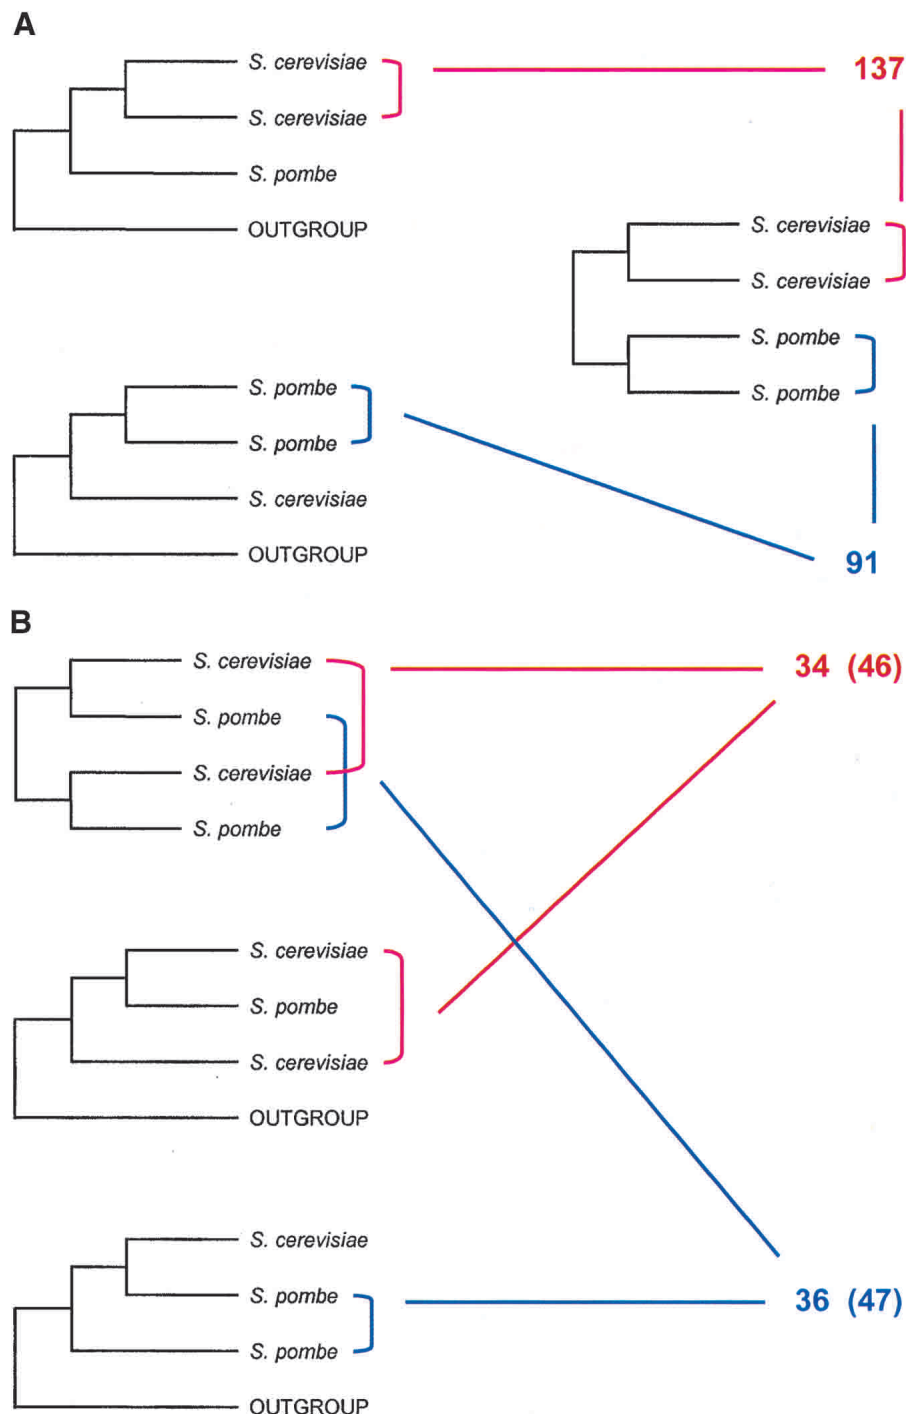 A
S. cerevisiae
137
S. cerevisiae
S. pombe
OUTGROUP
S. cerevisiae
S. cerevisiae
S. pombe
S. pombe
S. pombe
S. pombe
S. cerevisiae
OUTGROUP
91
B
S. cerevisiae
34 (46)
S. pombe
S. cerevisiae
S. pombe
S. cerevisiae
S. pombe
S. cerevisiae
OUTGROUP
S. cerevisiae
S. pombe
36 (47)
S. pombe
OUTGROUP